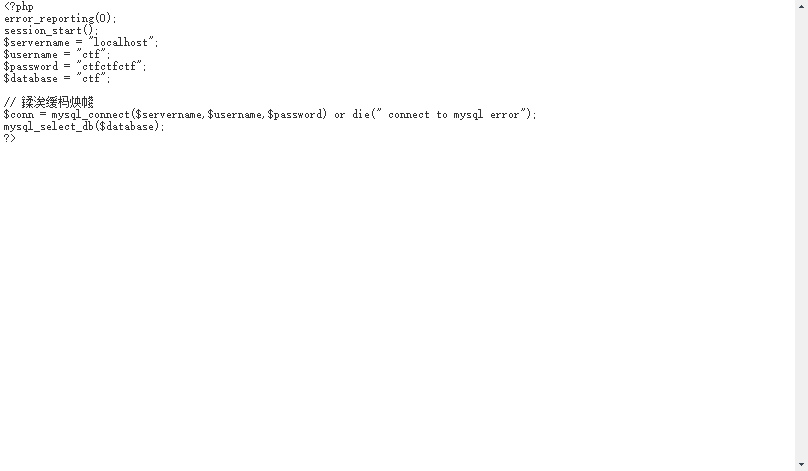 <?php
error_reporting(0);
session_start();
$servername = "localhost";
$username = "ctf";
$password = "ctfctfctf";
$database = "ctf";
// 鍒涘缓杩炴帴
$conn = mysql_connect($servername,$username,$password) or die(" connect to mysql error");
mysql_select_db($database);
?>